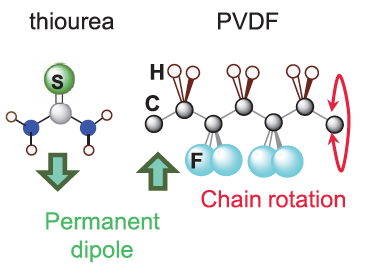 thiourea
PVDF
S
H
C
F
Chain rotation
Permanent
dipole